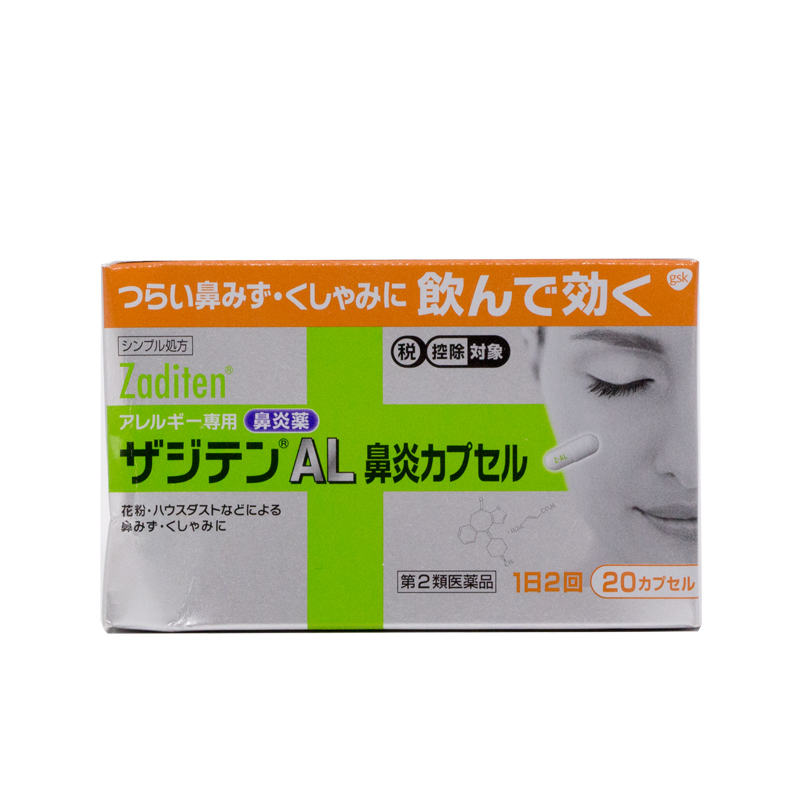 つらい鼻みず・くしゃみに 飲んで効く
gsk
シンプル処方
税 控除対象
Zaditen®
アレルギー専用 鼻炎薬
ザジテン®AL 鼻炎カプセル
Z·AL
花粉・ハウスダストなどによる
鼻みず・くしゃみに
第2類医薬品 1日2回 20カプセル